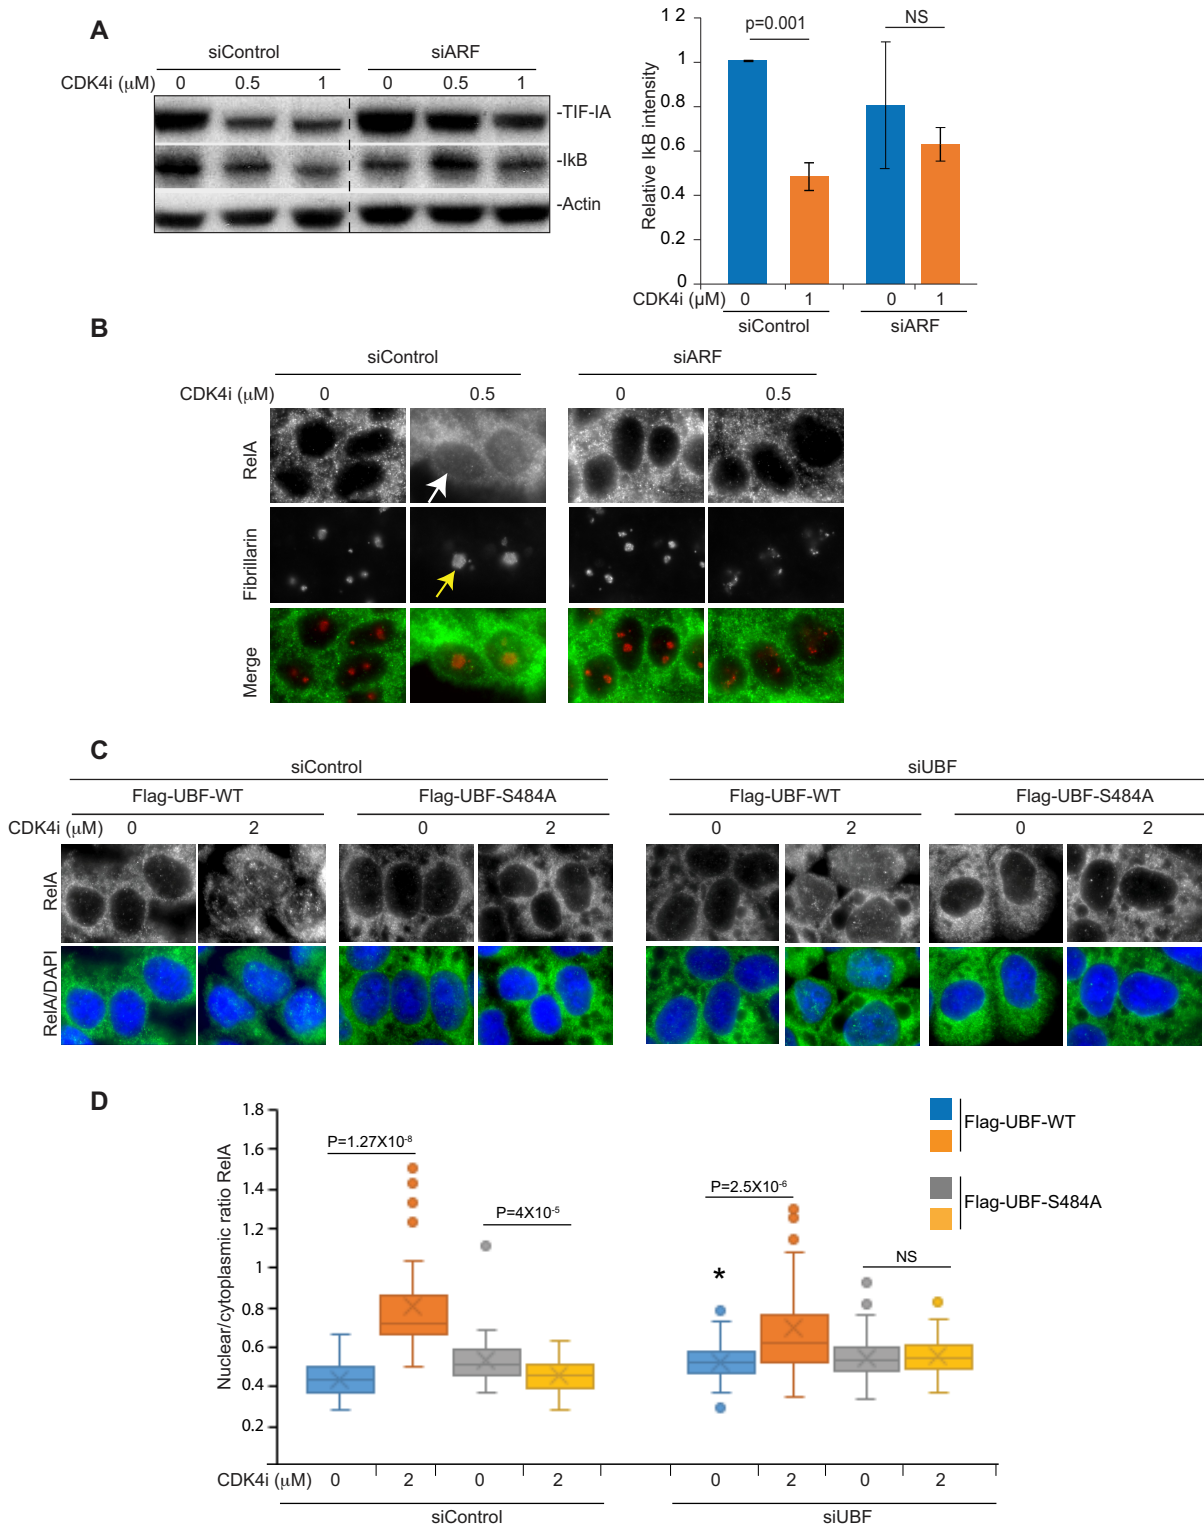 A
siControl siARF
CDK4i (μM) 0 0.5 1 0 0.5 1
-TIF-IA
-IkB
-Actin
p=0.001 NS
Relative IkB intensity
1 2
1
0.8
0.6
0.4
0.2
0
CDK4i (μM) 0 1 0 1
siControl siARF
B
siControl siARF
CDK4i (μM) 0 0.5 0 0.5
RelA
Fibrillarin
Merge
C
siControl siUBF
Flag-UBF-WT Flag-UBF-S484A Flag-UBF-WT Flag-UBF-S484A
CDK4i (μM) 0 2 0 2 0 2 0 2
RelA
RelA/DAPI
D
Nuclear/cytoplasmic ratio RelA
1.8
1.6
1.4
1.2
1
0.8
0.6
0.4
0.2
P=1.27X10-8
P=4X10-5
P=2.5X10-6
NS
*
Flag-UBF-WT
Flag-UBF-S484A
CDK4i (μM) 0 2 0 2 0 2 0 2
siControl siUBF